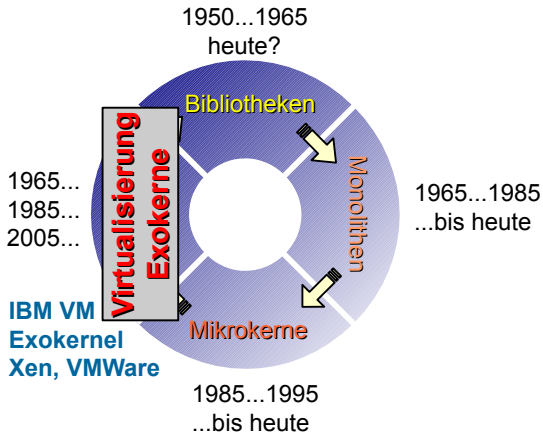 1950...1965
heute?
Bibliotheken
Monolithen
1965...1985
...bis heute
Mikrokerne
1985...1995
...bis heute
Virtualisierung
Exokerne
1965...
1985...
2005...
IBM VM
Exokernel
Xen, VMWare